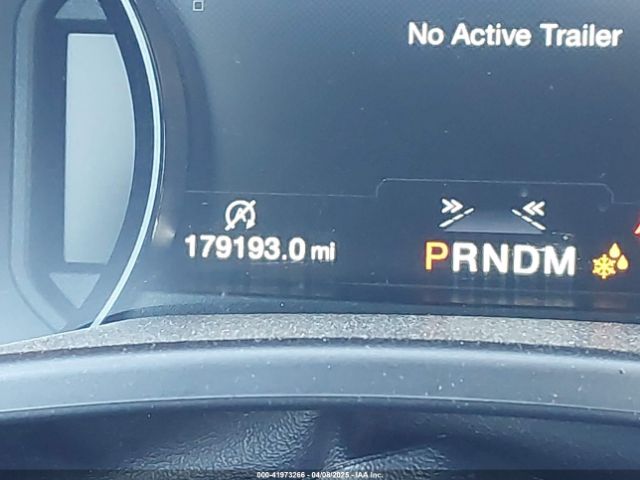 No Active Trailer
179193.0 mi
PRNDM
000-41973266 - 04/08/2025 - IAA Inc.